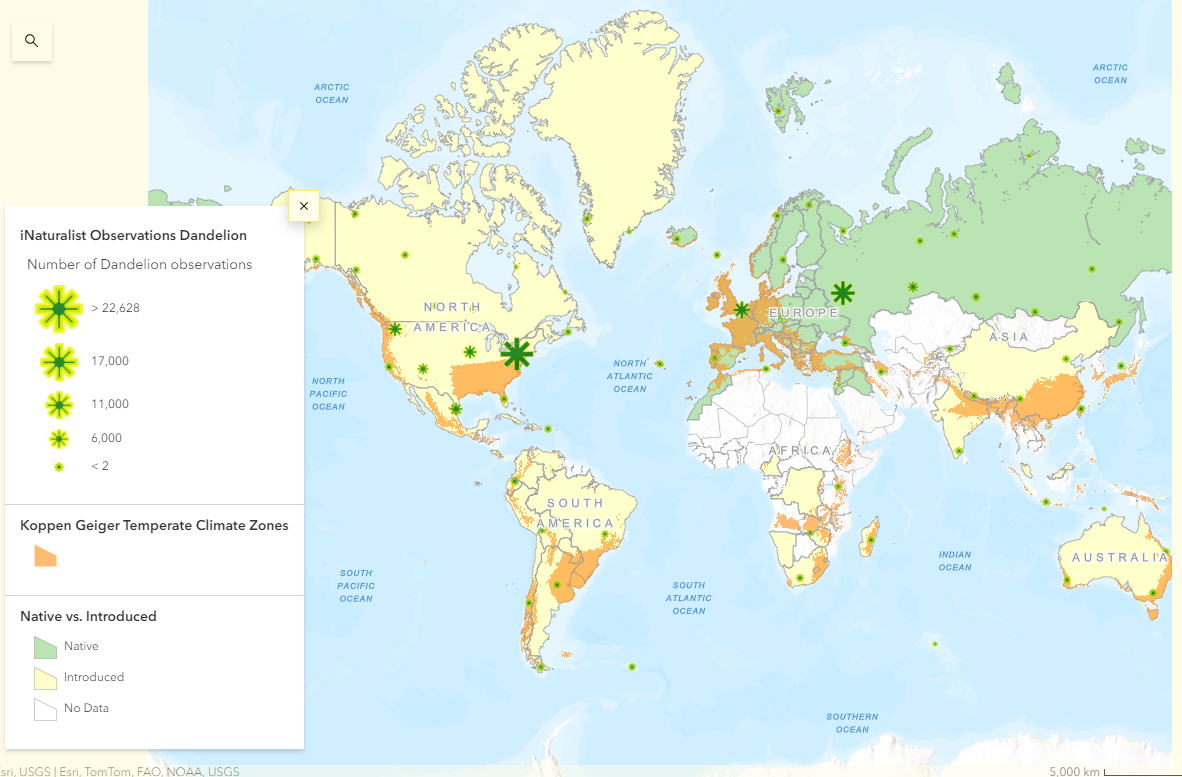 iNaturalist Observations Dandelion
Number of Dandelion observations
> 22,628
17,000
11,000
6,000
< 2
Koppen Geiger Temperate Climate Zones
Native vs. Introduced
Native
Introduced
No Data
ARCTIC
OCEAN
ARCTIC
OCEAN
NORTH
AMERICA
EUROPE
ASIA
NORTH
PACIFIC
OCEAN
NORTH
ATLANTIC
OCEAN
AFRICA
SOUTH
AMERICA
INDIAN
OCEAN
AUSTRALIA
SOUTH
PACIFIC
OCEAN
SOUTH
ATLANTIC
OCEAN
SOUTHERN
OCEAN
sri, USGS | Esri, TomTom, FAO, NOAA, USGS
5,000 km